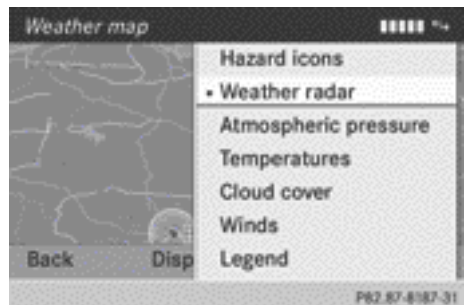 Weather map
Hazard icons
• Weather radar
Atmospheric pressure
Temperatures
Cloud cover
Winds
Back Disp Legend
P82.87-8187-31